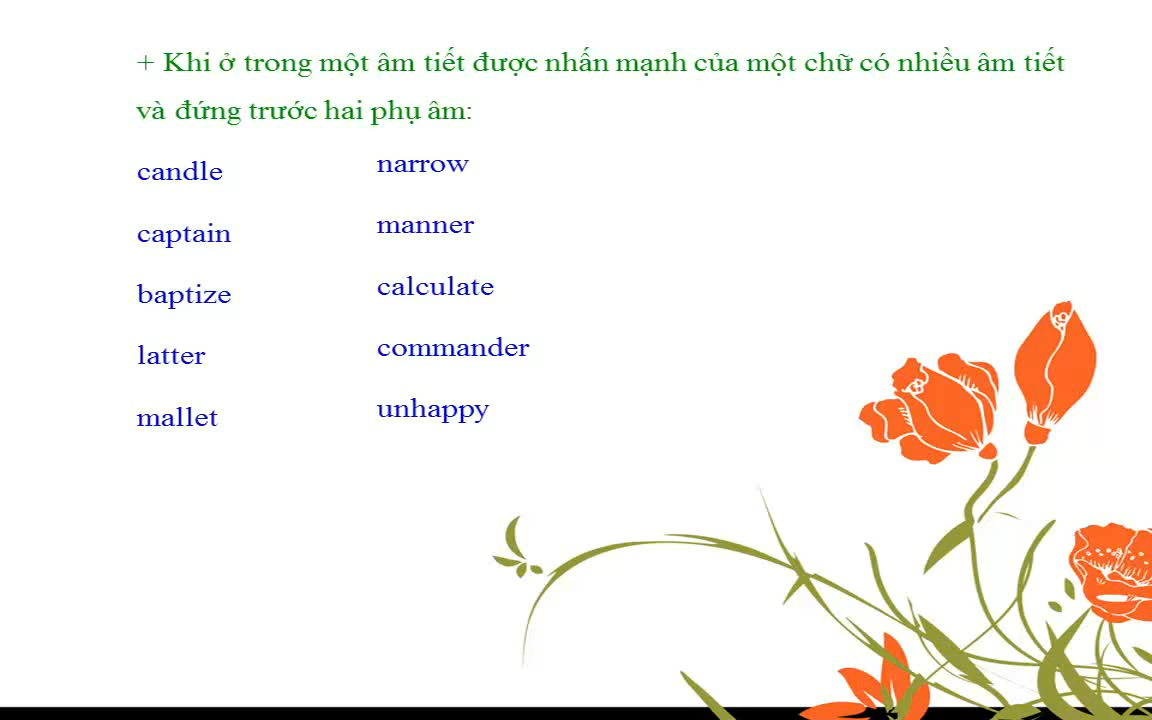 + Khi ở trong một âm tiết được nhấn mạnh của một chữ có nhiều âm tiết
và đứng trước hai phụ âm:
candle
captain
baptize
latter
mallet
narrow
manner
calculate
commander
unhappy